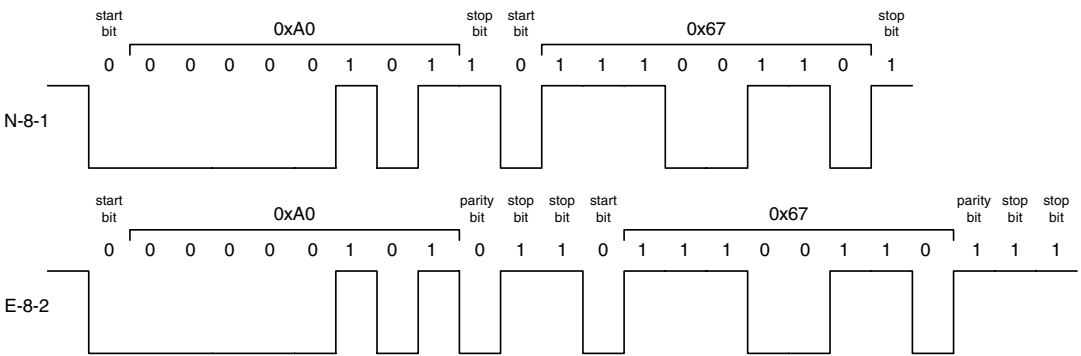 start bit 0xA0 stop bit start bit 0x67 stop bit
0 0 0 0 0 0 1 0 1 1 0 1 1 1 0 0 1 1 0 1
N-8-1
start bit 0xA0 parity bit stop bit stop bit start bit 0x67 parity bit stop bit stop bit
0 0 0 0 0 0 1 0 1 0 1 1 0 1 1 1 0 0 1 1 0 1 1 1
E-8-2